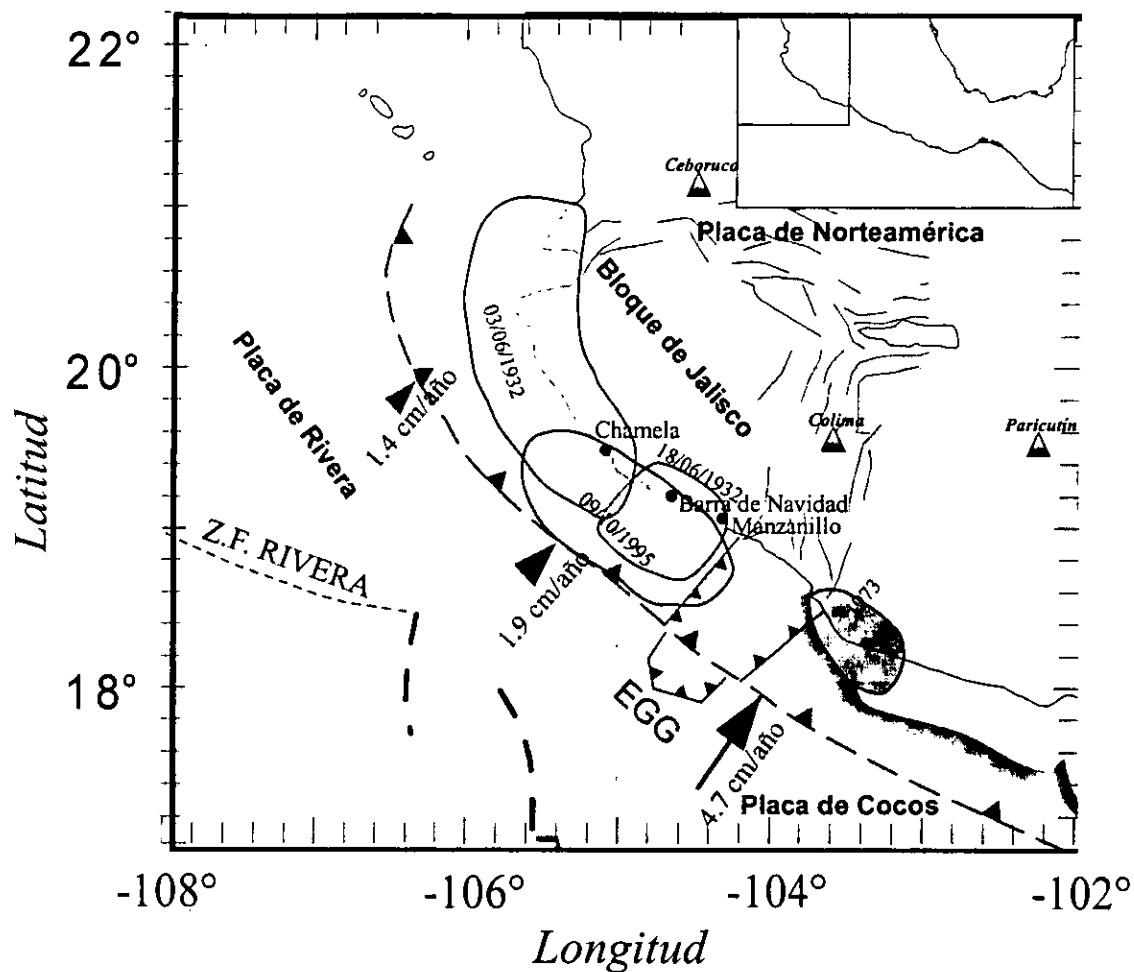 22°
20°
18°
Latitud
-108°
-106°
-104°
-102°
Longitud
Ceboruco
Placa de Norteamérica
Bloque de Jalisco
Placa de Rivera
03/06/1932
1.4 cm/año
Colima
Paricutín
Chamela
18/06/1932
Barra de Navidad
Manzanillo
09/10/1995
Z.F. RIVERA
1.9 cm/año
1973
EGG
4.7 cm/año
Placa de Cocos